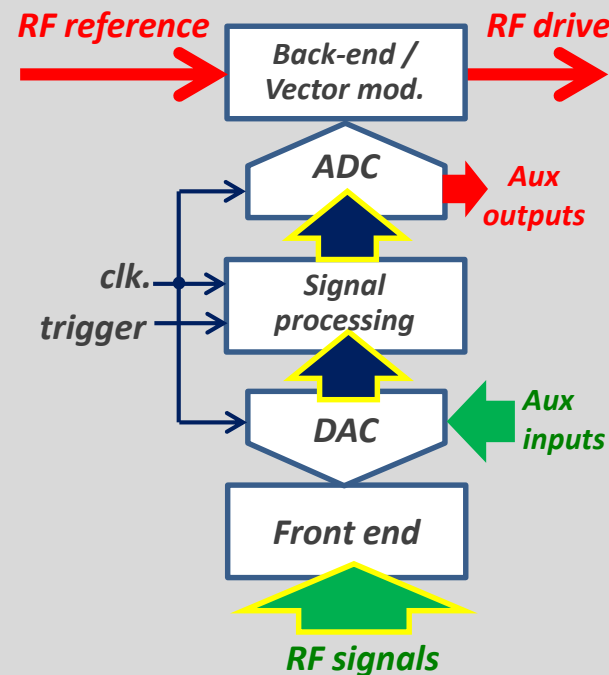 RF reference
RF drive
Back-end /
Vector mod.
ADC
Aux
outputs
clk.
trigger
Signal
processing
DAC
Aux
inputs
Front end
RF signals